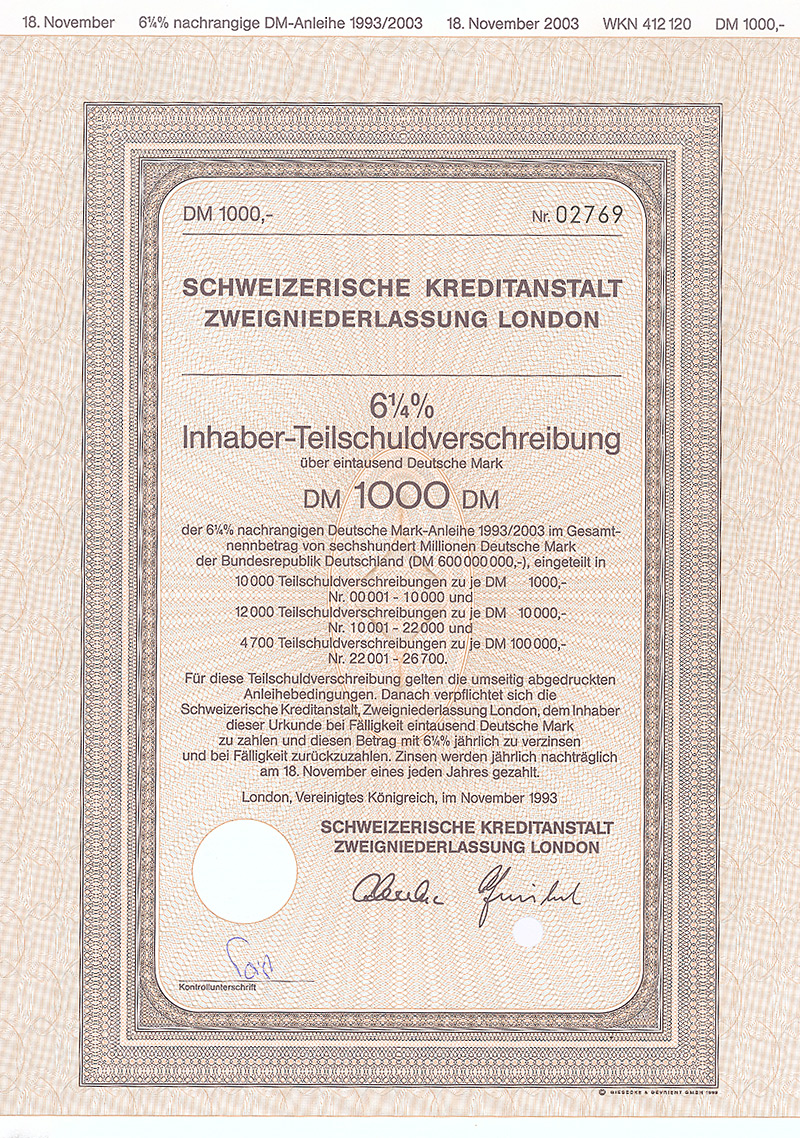 18. November 6¼% nachrangige DM-Anleihe 1993/2003 18. November 2003 WKN 412 120 DM 1000,-
DM 1000,- Nr. 02769
SCHWEIZERISCHE KREDITANSTALT
ZWEIGNIEDERLASSUNG LONDON
6¼%
Inhaber-Teilschuldverschreibung
über eintausend Deutsche Mark
DM 1000 DM
der 6¼% nachrangigen Deutsche Mark-Anleihe 1993/2003 im Gesamt-
nennbetrag von sechshundert Millionen Deutsche Mark
der Bundesrepublik Deutschland (DM 600 000 000,-), eingeteilt in
10 000 Teilschuldverschreibungen zu je DM 1000,-
Nr. 00 001 - 10 000 und
12 000 Teilschuldverschreibungen zu je DM 10 000,-
Nr. 10 001 - 22 000 und
4 700 Teilschuldverschreibungen zu je DM 100 000,-
Nr. 22 001 - 26 700.
Für diese Teilschuldverschreibung gelten die umseitig abgedruckten
Anleihebedingungen. Danach verpflichtet sich die
Schweizerische Kreditanstalt, Zweigniederlassung London, dem Inhaber
dieser Urkunde bei Fälligkeit eintausend Deutsche Mark
zu zahlen und diesen Betrag mit 6¼% jährlich zu verzinsen
und bei Fälligkeit zurückzuzahlen. Zinsen werden jährlich nachträglich
am 18. November eines jeden Jahres gezahlt.
London, Vereinigtes Königreich, im November 1993
SCHWEIZERISCHE KREDITANSTALT
ZWEIGNIEDERLASSUNG LONDON
Kontrollunterschrift
© GIESECKE & DEVRIENT GMBH